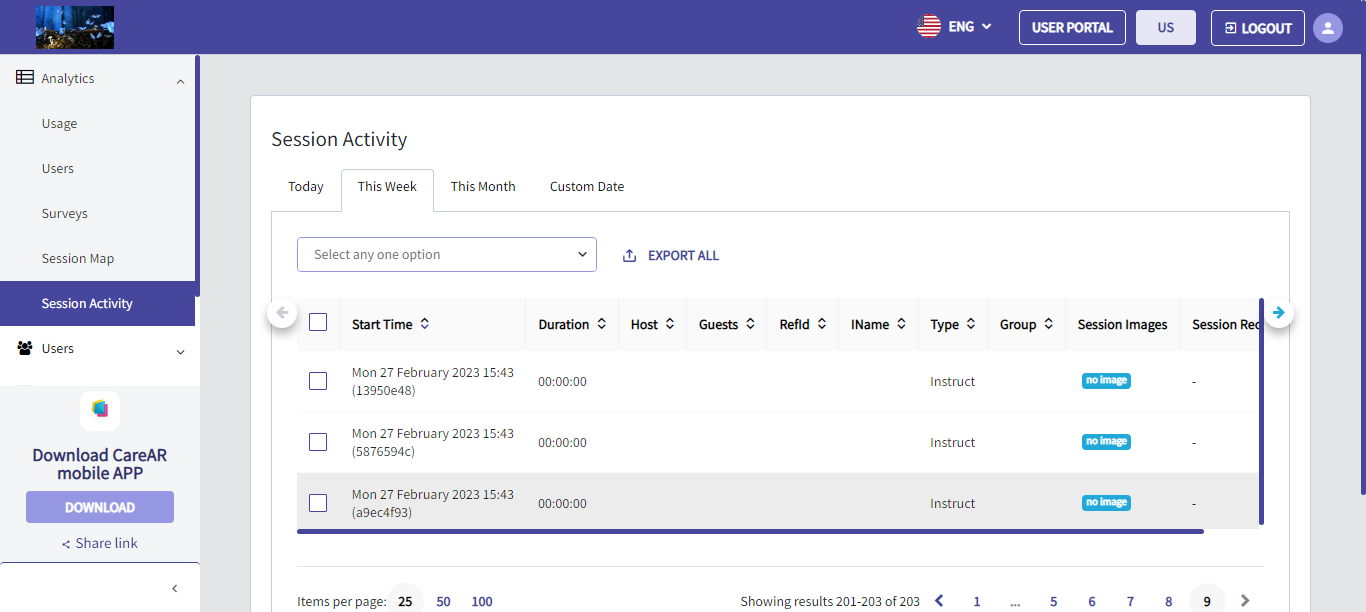 ENG
USER PORTAL
US
LOGOUT
Analytics
Usage
Users
Surveys
Session Map
Session Activity
Users
Download CareAR
mobile APP
DOWNLOAD
Share link
Session Activity
Today This Week This Month Custom Date
Select any one option
EXPORT ALL
Start Time Duration Host Guests RefId IName Type Group Session Images Session Rec
Mon 27 February 2023 15:43
(13950e48)
00:00:00 Instruct no image -
Mon 27 February 2023 15:43
(5876594c)
00:00:00 Instruct no image -
Mon 27 February 2023 15:43
(a9ec4f93)
00:00:00 Instruct no image -
Items per page: 25 50 100
Showing results 201-203 of 203 1 ... 5 6 7 8 9